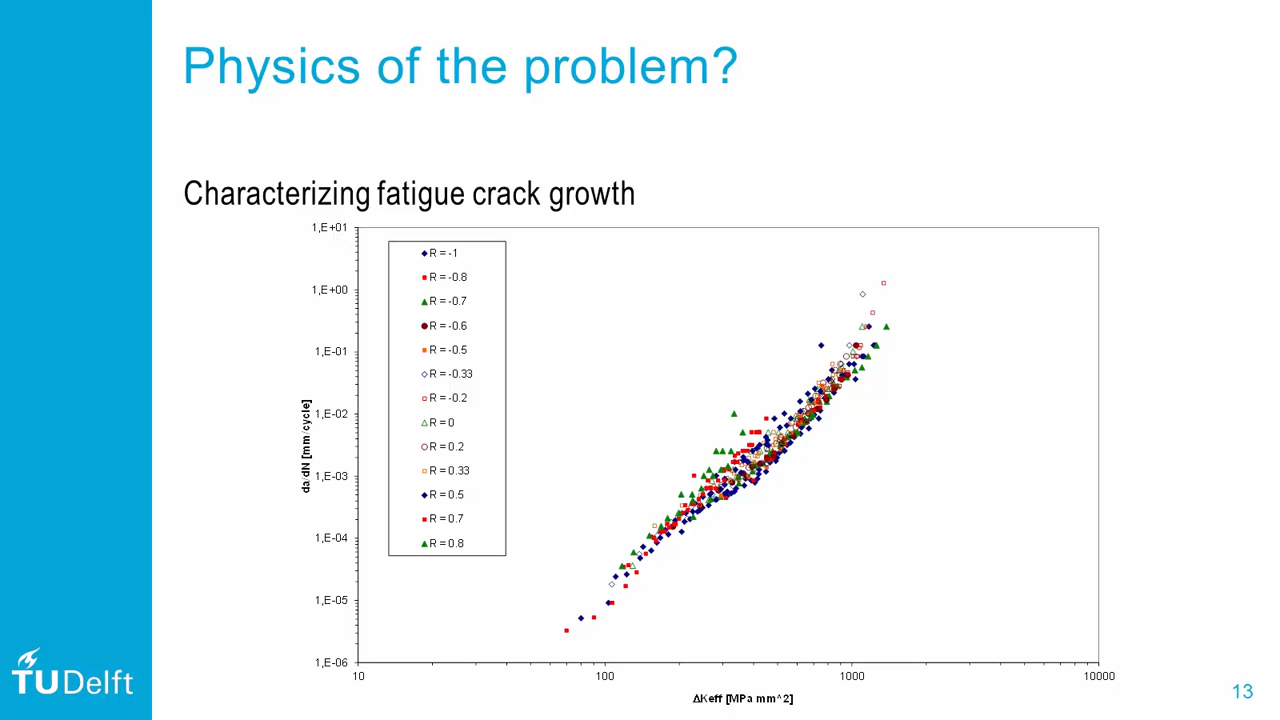 Physics of the problem?
Characterizing fatigue crack growth
1,E+01
1,E+00
1,E-01
1,E-02
1,E-03
1,E-04
1,E-05
1,E-06
da/dN [mm/cycle]
R = -1
R = -0.8
R = -0.7
R = -0.6
R = -0.5
R = -0.33
R = -0.2
R = 0
R = 0.2
R = 0.33
R = 0.5
R = 0.7
R = 0.8
10
100
1000
10000
ΔKeff [MPa mm^2]
TUDelft
13